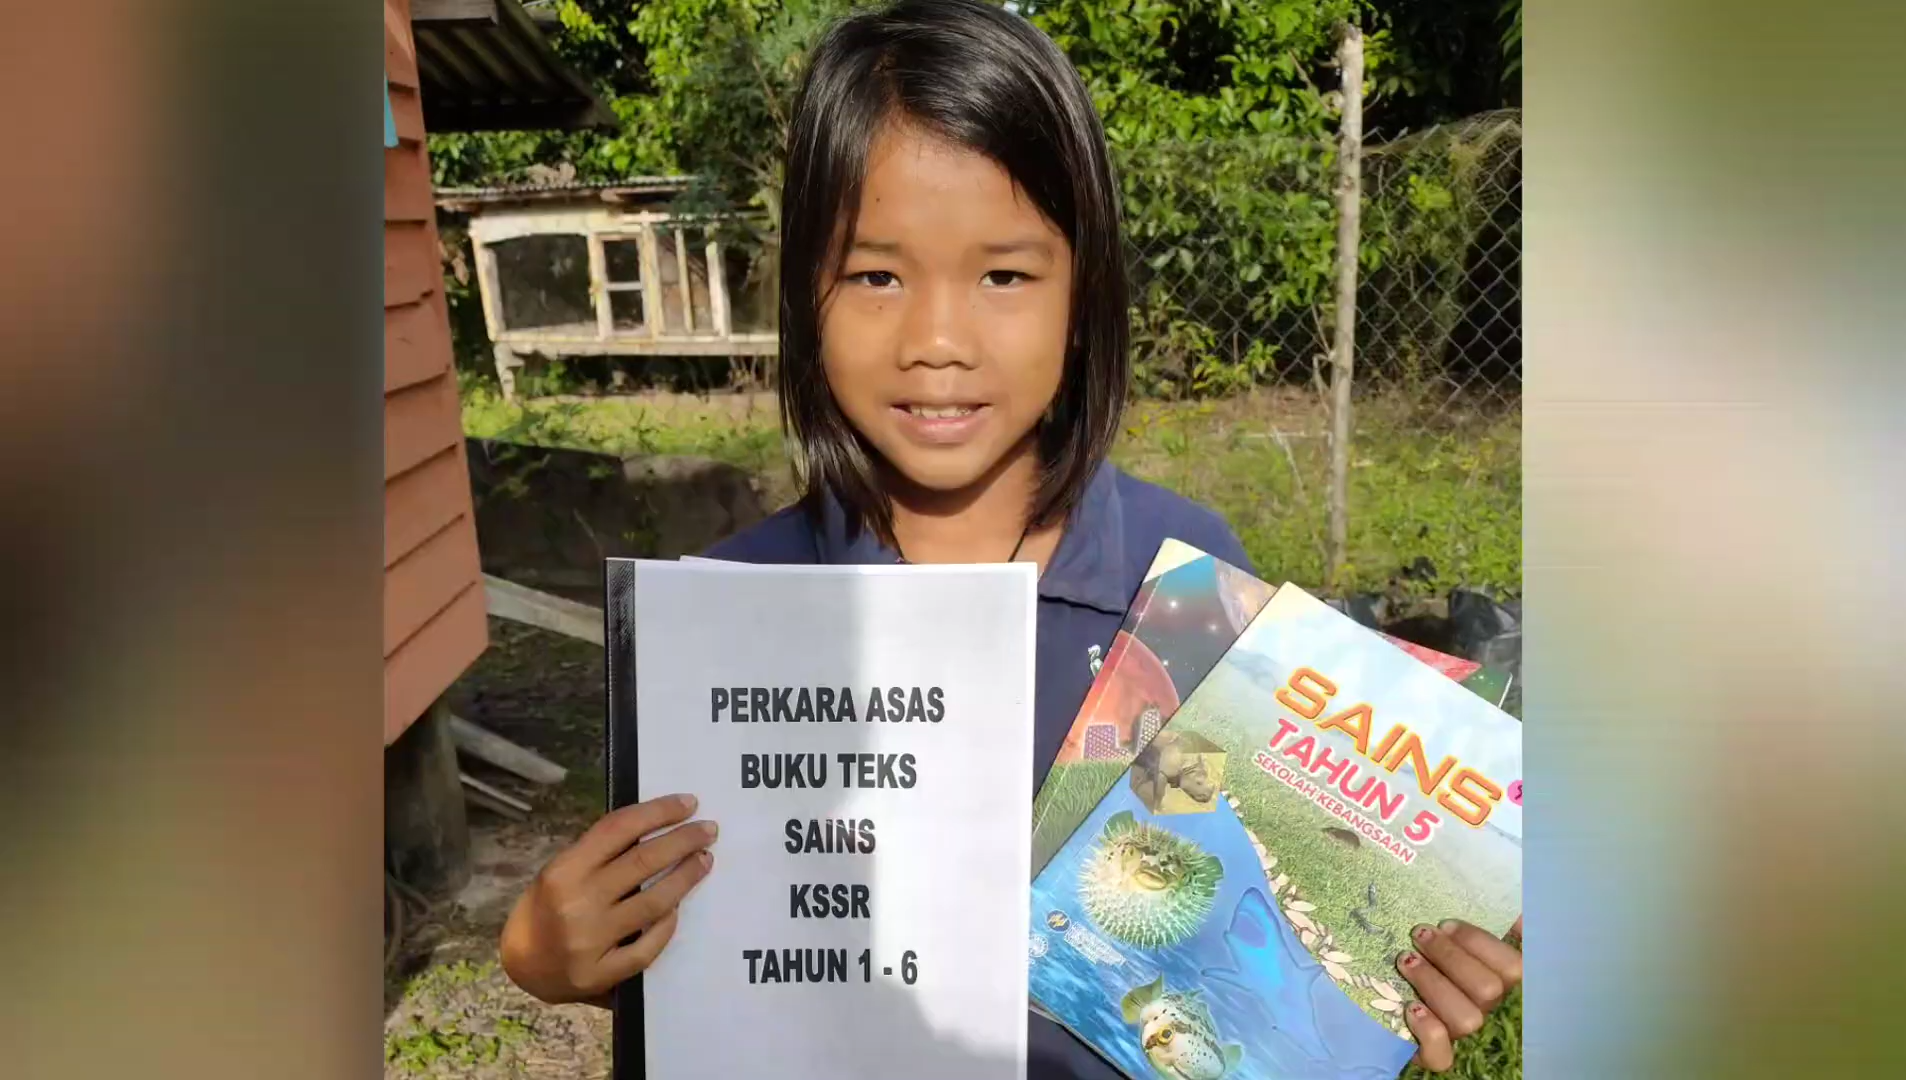 PERKARA ASAS
BUKU TEKS
SAINS
KSSR
TAHUN 1 - 6
SAINS
TAHUN 5
SEKOLAH KEBANGSAAN